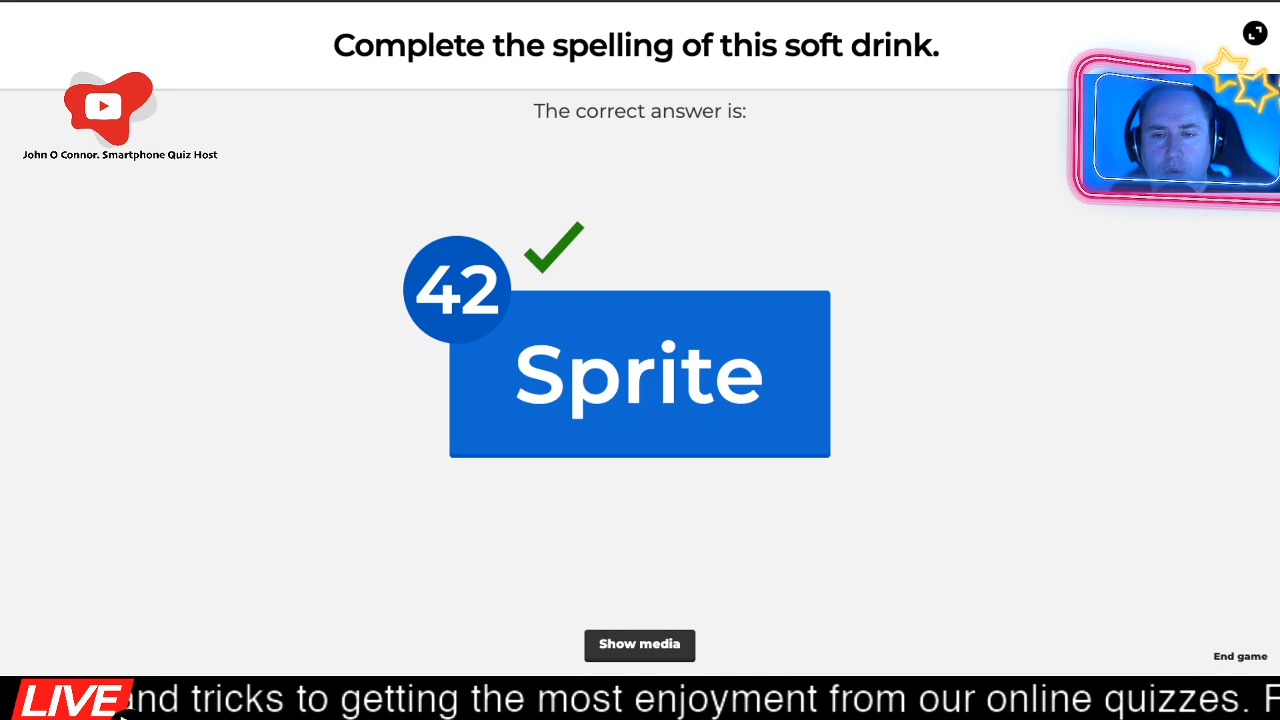 Complete the spelling of this soft drink.
John O Connor. Smartphone Quiz Host
The correct answer is:
42
Sprite
Show media
End game
LIVE
and tricks to getting the most enjoyment from our online quizzes. F